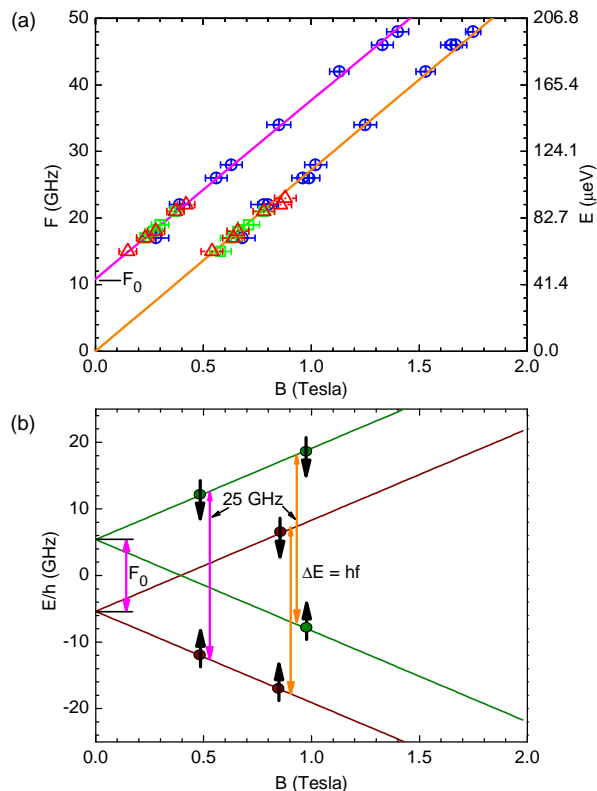 (a)
50
40
30
20
10
0
F
(GHz)
F0
206.8
165.4
124.1
82.7
41.4
0.0
E
(µeV)
0.0
0.5
1.0
1.5
2.0
B (Tesla)
(b)
20
10
0
-10
-20
E/h (GHz)
25 GHz
F0
ΔE = hf
0.0
0.5
1.0
1.5
2.0
B (Tesla)